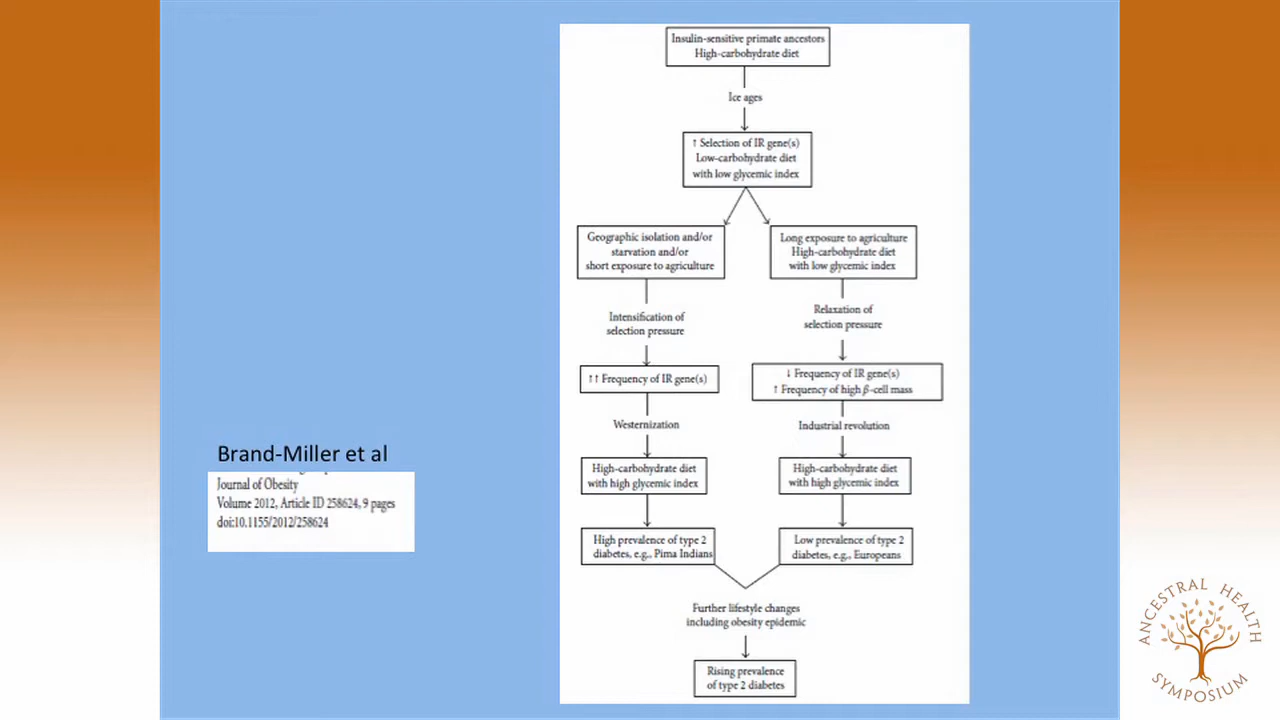 Insulin-sensitive primate ancestors
High-carbohydrate diet
Ice ages
↑ Selection of IR gene(s)
Low-carbohydrate diet
with low glycemic index
Geographic isolation and/or
starvation and/or
short exposure to agriculture
Long exposure to agriculture
High-carbohydrate diet
with low glycemic index
Intensification of
selection pressure
Relaxation of
selection pressure
↑↑ Frequency of IR gene(s)
↓ Frequency of IR gene(s)
↑ Frequency of high β-cell mass
Westernization
Industrial revolution
High-carbohydrate diet
with high glycemic index
High-carbohydrate diet
with high glycemic index
High prevalence of type 2
diabetes, e.g., Pima Indians
Low prevalence of type 2
diabetes, e.g., Europeans
Further lifestyle changes
including obesity epidemic
Rising prevalence
of type 2 diabetes
Brand-Miller et al
Journal of Obesity
Volume 2012, Article ID 258624, 9 pages
doi:10.1155/2012/258624
ANCESTRAL HEALTH
SYMPOSIUM